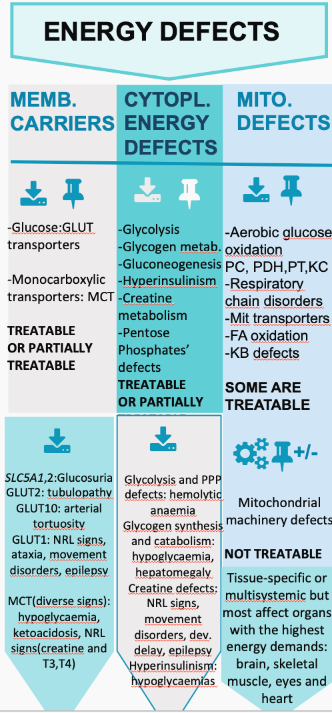 ENERGY DEFECTS
MEMB.
CARRIERS
-Glucose:GLUT
transporters
-Monocarboxylic
transporters: MCT
TREATABLE
OR PARTIALLY
TREATABLE
SLC5A1,2:Glucosuria
GLUT2: tubulopathy
GLUT10: arterial
tortuosity
GLUT1: NRL signs,
ataxia, movement
disorders, epilepsy
MCT(diverse signs):
hypoglycaemia,
ketoacidosis, NRL
signs(creatine and
T3,T4)
CYTOPL.
ENERGY
DEFECTS
-Glycolysis
-Glycogen metab.
-Gluconeogenesis
-Hyperinsulinism
-Creatine
metabolism
-Pentose
Phosphates'
defects
TREATABLE
OR PARTIALLY
Glycolysis and PPP
defects: hemolytic
anaemia
Glycogen synthesis
and catabolism:
hypoglycaemia,
hepatomegaly
Creatine defects:
NRL signs,
movement
disorders, dev.
delay, epilepsy
Hyperinsulinism:
hypoglycaemias
MITO.
DEFECTS
-Aerobic glucose
oxidation
PC, PDH,PT,KC
-Respiratory
chain disorders
-Mit transporters
-FA oxidation
-KB defects
SOME ARE
TREATABLE
+/-
Mitochondrial
machinery defects
NOT TREATABLE
Tissue-specific or
multisystemic but
most affect organs
with the highest
energy demands:
brain, skeletal
muscle, eyes and
heart